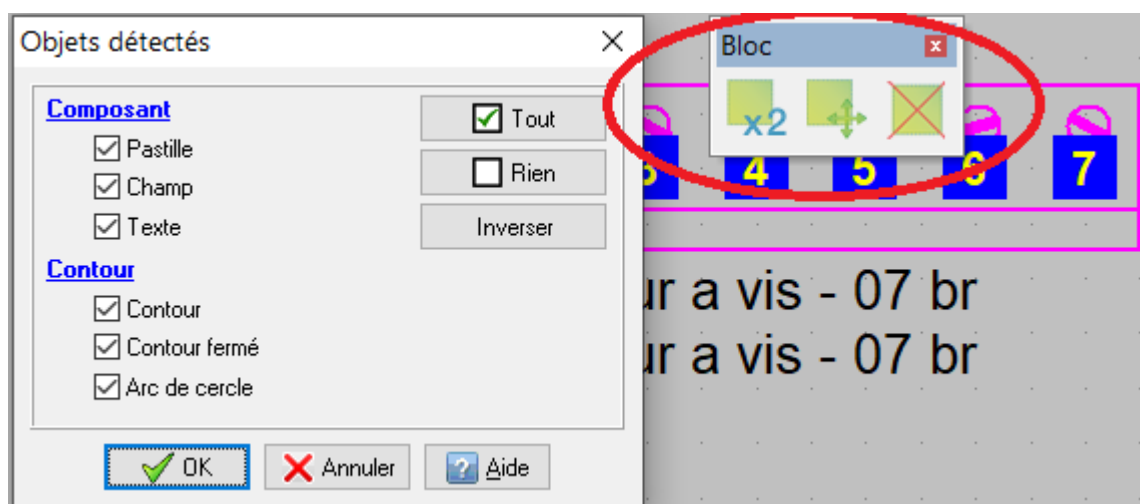 Objets détectés
Composant
Pastille
Champ
Texte
Contour
Contour
Contour fermé
Arc de cercle
Tout
Rien
Inverser
OK
Annuler
Aide
Bloc
x2
3 4 5 6 7
ur a vis - 07 br
ur a vis - 07 br